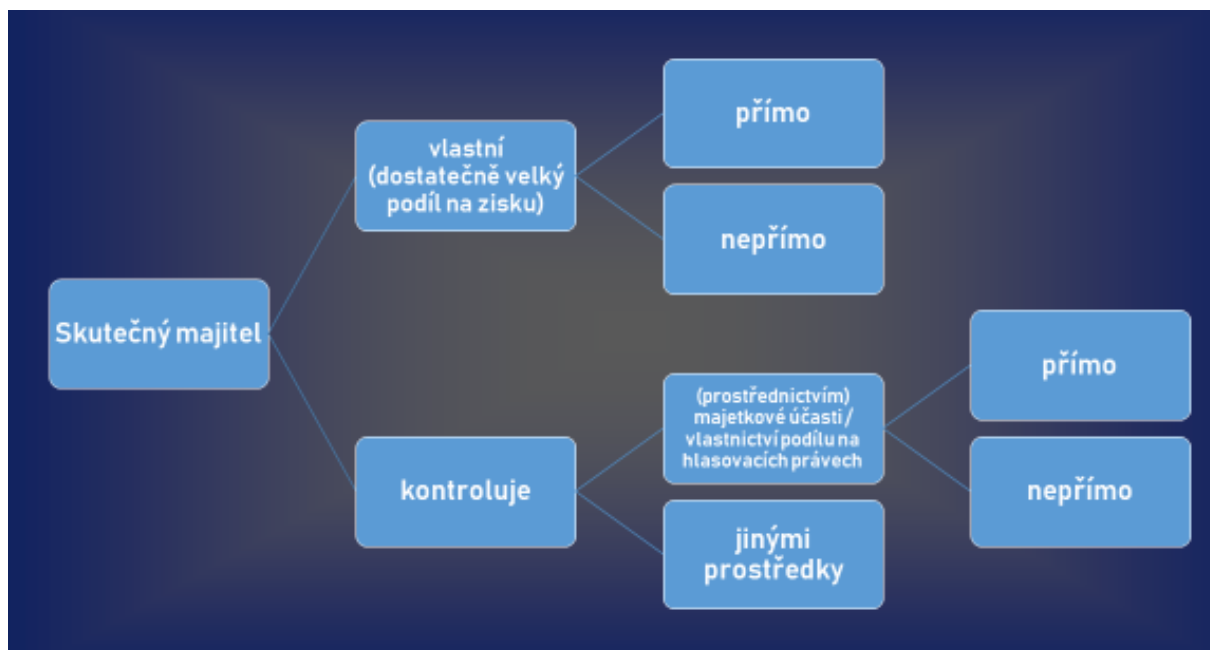 Skutečný majitel
vlastní
(dostatečně velký
podíl na zisku)
přímo
nepřímo
kontroluje
(prostřednictvím)
majetkové účasti /
vlastnictví podílu na
hlasovacích právech
přímo
nepřímo
jinými
prostředky